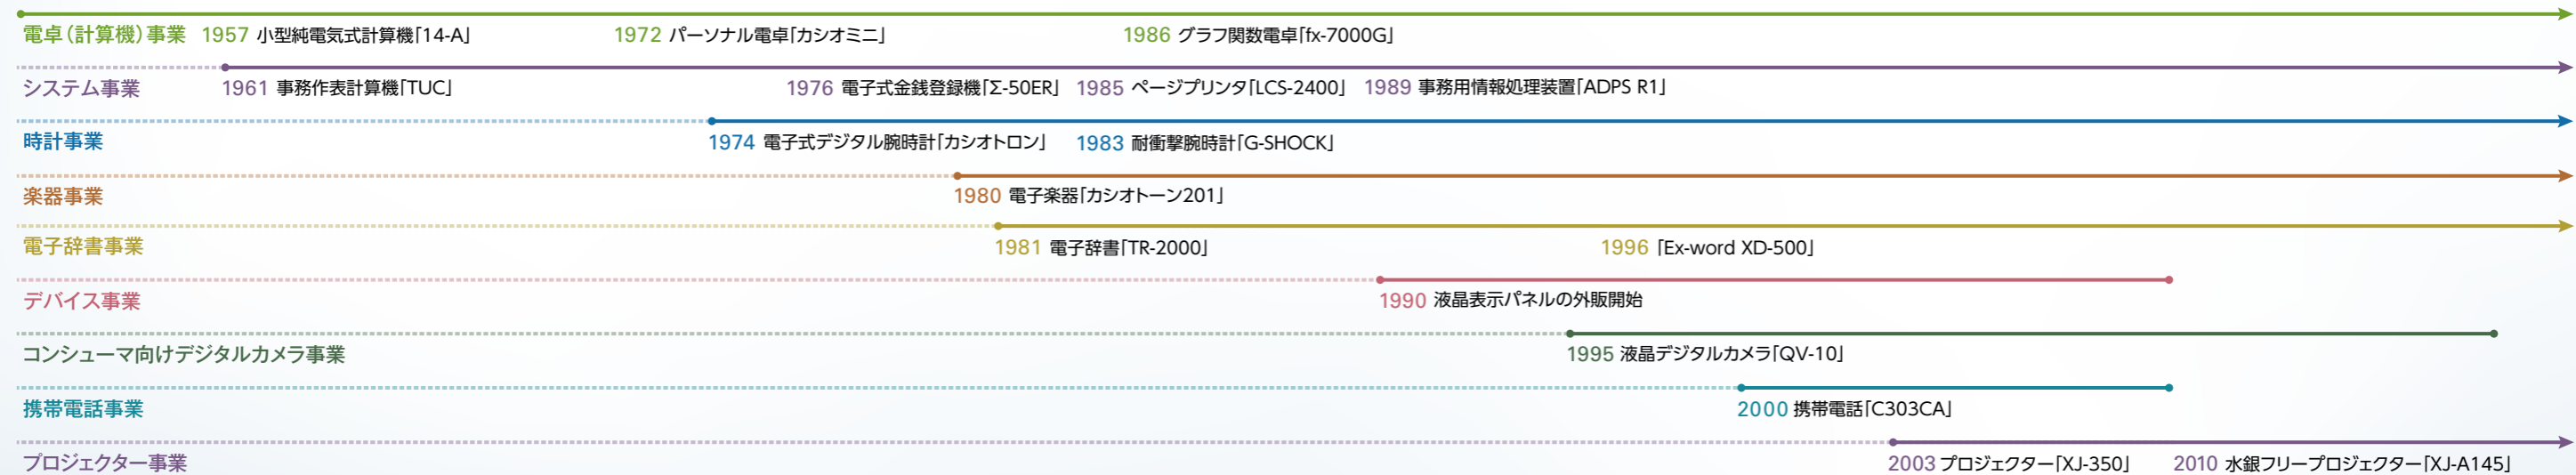 電卓（計算機）事業 1957 小型純電気式計算機「14-A」 1972 パーソナル電卓「カシオミニ」 1986 グラフ関数電卓「fx-7000G」
システム事業 1961 事務作表計算機「TUC」 1976 電子式金銭登録機「Σ-50ER」 1985 ページプリンタ「LCS-2400」 1989 事務用情報処理装置「ADPS R1」
時計事業 1974 電子式デジタル腕時計「カシオトロン」 1983 耐衝撃腕時計「G-SHOCK」
楽器事業 1980 電子楽器「カシオトーン201」
電子辞書事業 1981 電子辞書「TR-2000」 1996 「Ex-word XD-500」
デバイス事業 1990 液晶表示パネルの外販開始
コンシューマ向けデジタルカメラ事業 1995 液晶デジタルカメラ「QV-10」
携帯電話事業 2000 携帯電話「C303CA」
プロジェクター事業 2003 プロジェクター「XJ-350」 2010 水銀フリープロジェクター「XJ-A145」